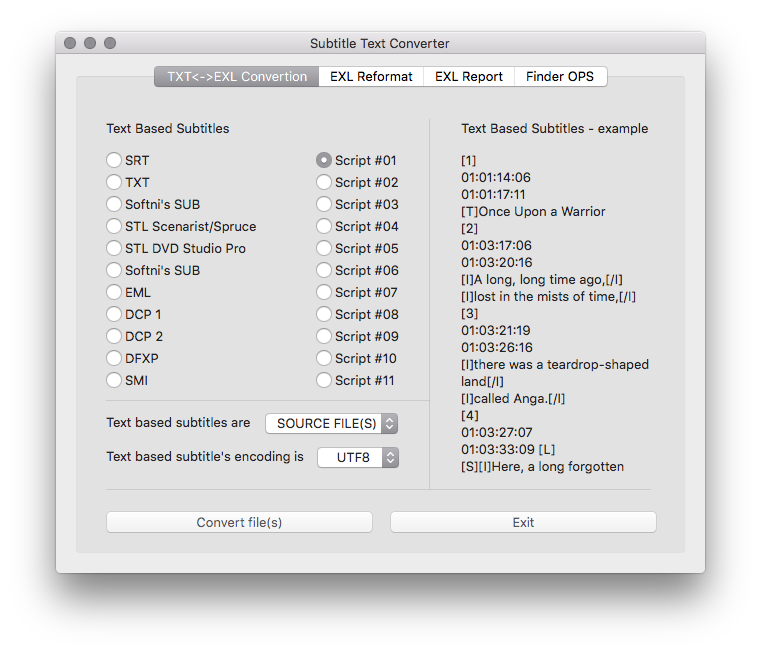 Subtitle Text Converter
TXT<->EXL Convertion
EXL Reformat
EXL Report
Finder OPS
Text Based Subtitles
SRT
TXT
Softni's SUB
STL Scenarist/Spruce
STL DVD Studio Pro
Softni's SUB
EML
DCP 1
DCP 2
DFXP
SMI
Script #01
Script #02
Script #03
Script #04
Script #05
Script #06
Script #07
Script #08
Script #09
Script #10
Script #11
Text based subtitles are
SOURCE FILE(S)
Text based subtitle's encoding is
UTF8
Text Based Subtitles - example
[1]
01:01:14:06
01:01:17:11
[T]Once Upon a Warrior
[2]
01:03:17:06
01:03:20:16
[I]A long, long time ago,[/I]
[I]lost in the mists of time,[/I]
[3]
01:03:21:19
01:03:26:16
[I]there was a teardrop-shaped
land[/I]
[I]called Anga.[/I]
[4]
01:03:27:07
01:03:33:09 [L]
[S][I]Here, a long forgotten
Convert file(s)
Exit